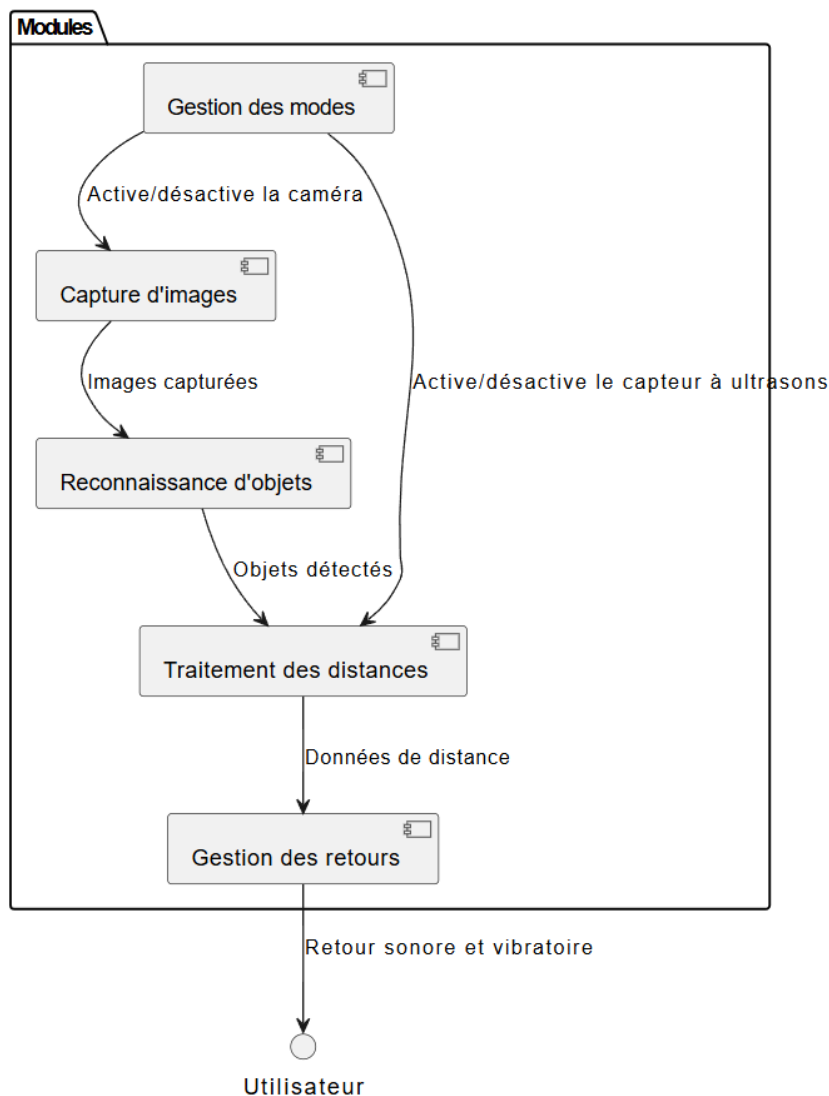 Modules
Gestion des modes
Active/désactive la caméra
Capture d'images
Images capturées
Active/désactive le capteur à ultrasons
Reconnaissance d'objets
Objets détectés
Traitement des distances
Données de distance
Gestion des retours
Retour sonore et vibratoire
Utilisateur